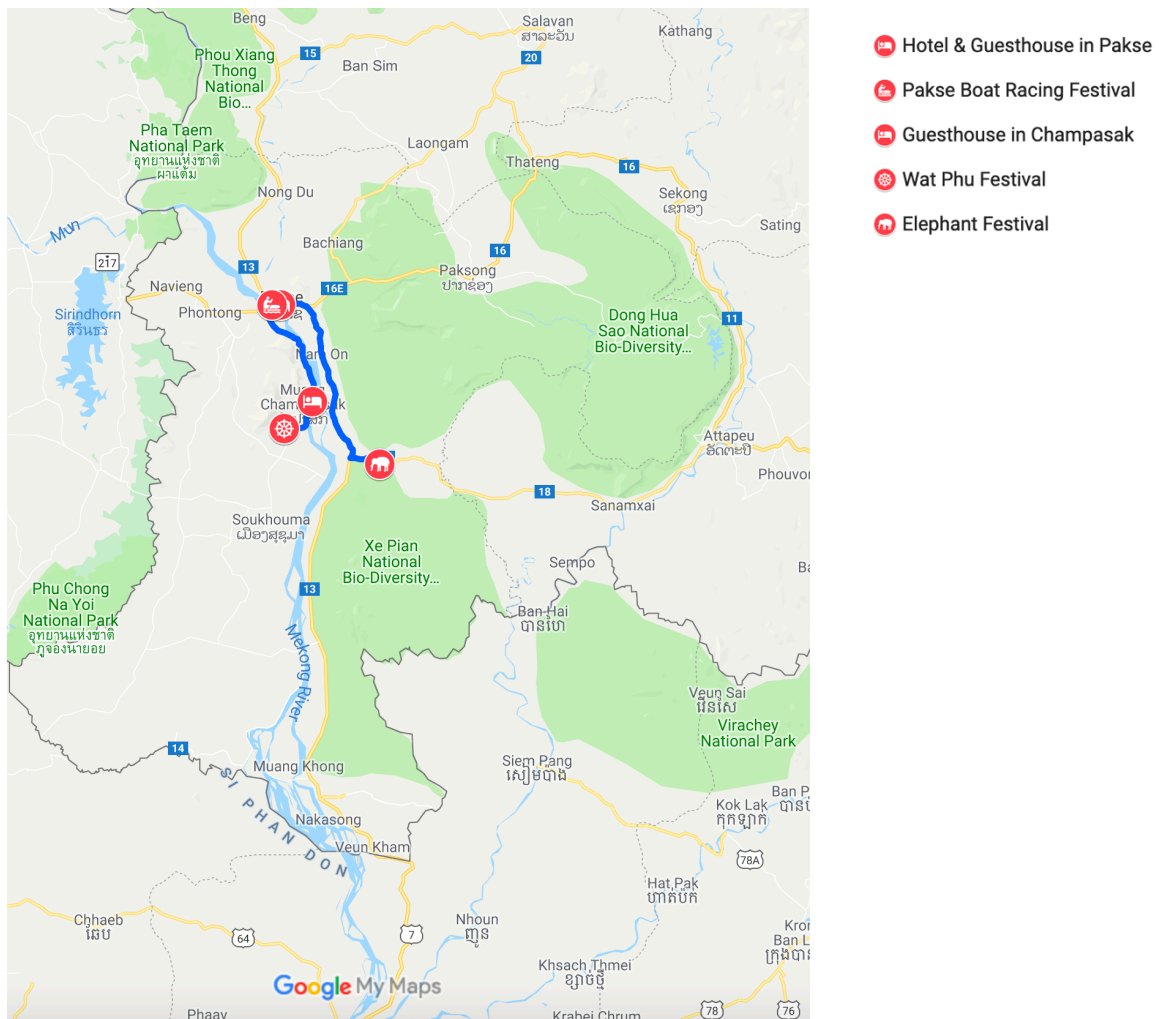 Beng
Salavan
ສາລະວັນ
Kathang
15
20
Phou Xiang
Thong
National
Bio...
Ban Sim
Pha Taem
National Park
อุทยานแห่งชาติ
ผาแต้ม
Laongam
Thateng
16
Nong Du
Sekong
ເຊກອງ
Mun
Sating
217
Bachiang
16
13
Paksong
ປາກຊ່ອງ
Navieng
16E
Sirindhorn
สิรินธร
Phontong
Dong Hua
Sao National
Bio-Diversity...
11
Nam On
Attapeu
ອັດຕະປື
Phouvon
18
Sanamxai
Soukhouma
ເມືອງສຸຂຸມາ
Xe Pian
National
Bio-Diversity...
Sempo
13
Phu Chong
Na Yoi
National Park
อุทยานแห่งชาติ
ภูจองนายอย
Ban Hai
បានហៃ
Mekong River
Veun Sai
វើនសៃ
Virachey
National Park
14
Muang Khong
Siem Pang
សៀមប៉ាង
SI PHAN DON
Kok Lak
កុកឡាក់
Nakasong
Veun Kham
78A
Hat Pak
ហាត់ប៉ក់
Chhaeb
ឆែប
64
7
Nhoun
ញូន
Khsach Thmei
ខ្សាច់ថ្មី
Google My Maps
Phaav
78
76
Krabei Chrum
Hotel & Guesthouse in Pakse
Pakse Boat Racing Festival
Guesthouse in Champasak
Wat Phu Festival
Elephant Festival